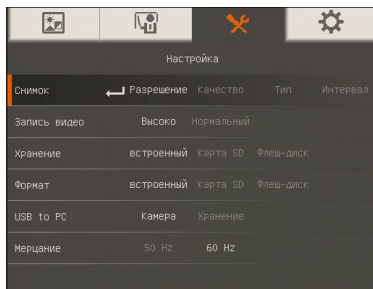 Настройка
Снимок Разрешение Качество Тип Интервал
Запись видео Высоко Нормальный
Хранение встроенный Карта SD Флеш-диск
Формат встроенный Карта SD Флеш-диск
USB to PC Камера Хранение
Мерцание 50 Hz 60 Hz